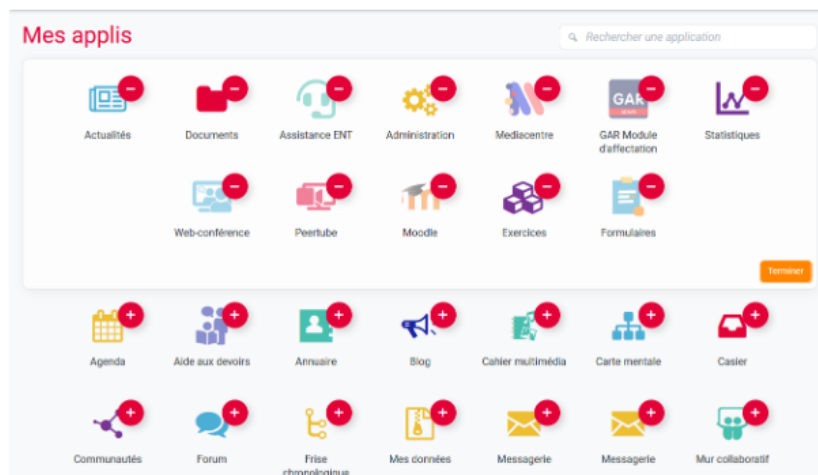 Mes applis
Rechercher une application
Actualités
Documents
Assistance ENT
Administration
Mediacentre
GAR
GAR Module
d'affectation
Statistiques
Web-conférence
Peertube
Moodle
Exercices
Formulaires
Terminer
Agenda
Aide aux devoirs
Annuaire
Blog
Cahier multimédia
Carte mentale
Casier
Communautés
Forum
Frise
chronologique
Mes données
Messagerie
Messagerie
Mur collaboratif